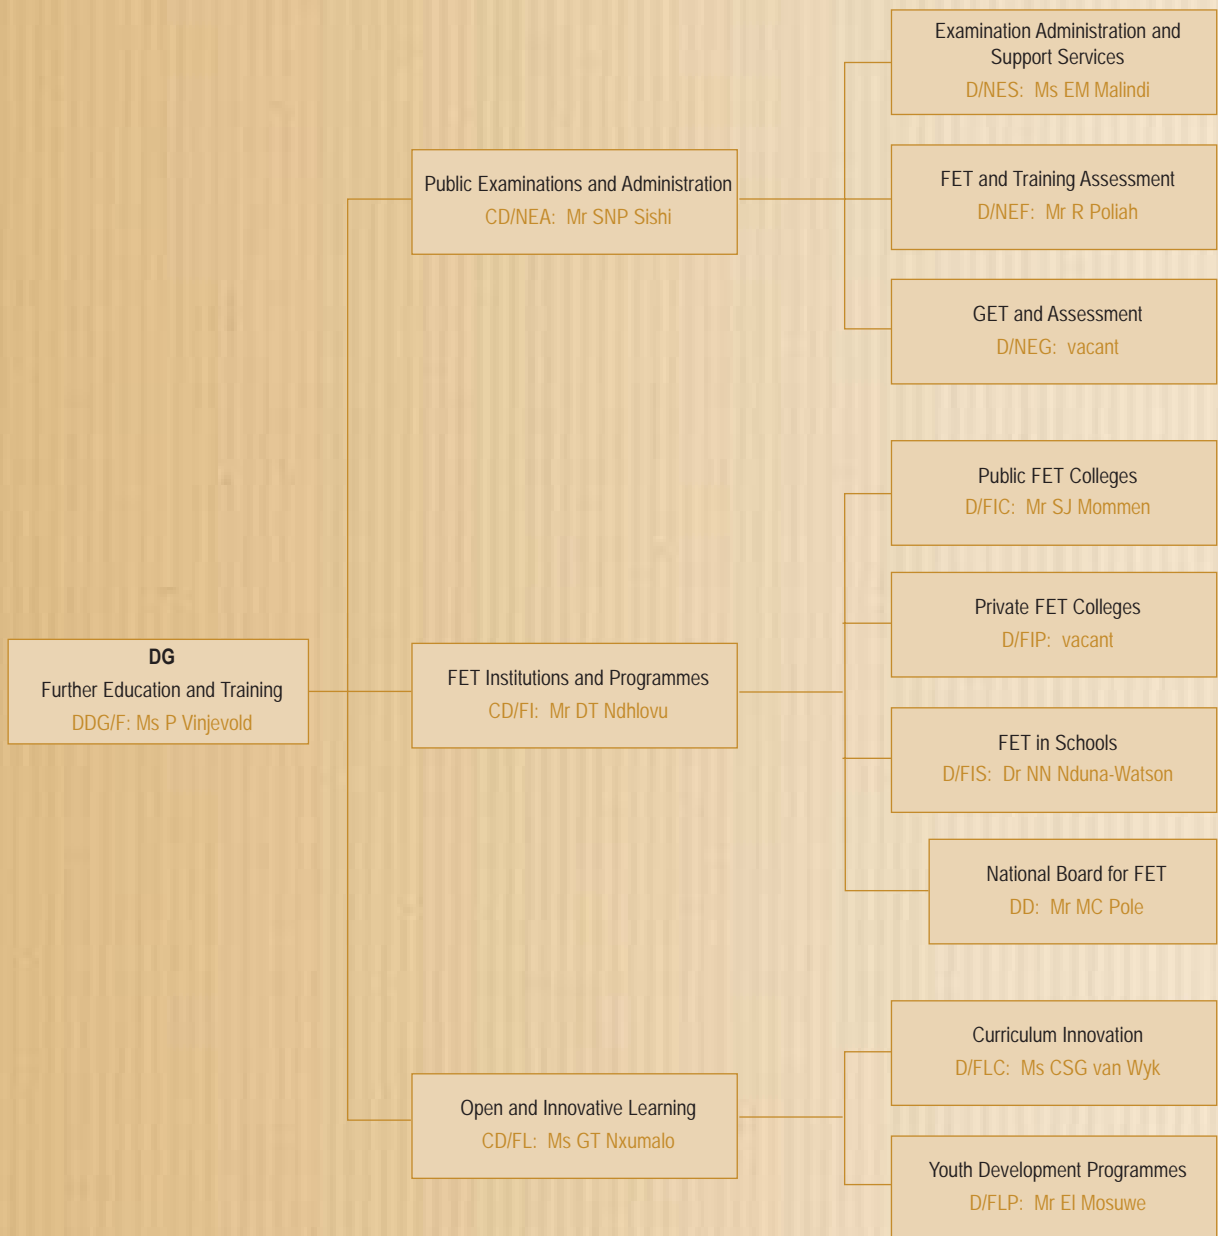 DG
Further Education and Training
DDG/F: Ms P Vinjevold
Public Examinations and Administration
CD/NEA: Mr SNP Sishi
Examination Administration and
Support Services
D/NES: Ms EM Malindi
FET and Training Assessment
D/NEF: Mr R Poliah
GET and Assessment
D/NEG: vacant
FET Institutions and Programmes
CD/FI: Mr DT Ndhlovu
Public FET Colleges
D/FIC: Mr SJ Mommen
Private FET Colleges
D/FIP: vacant
FET in Schools
D/FIS: Dr NN Nduna-Watson
National Board for FET
DD: Mr MC Pole
Open and Innovative Learning
CD/FL: Ms GT Nxumalo
Curriculum Innovation
D/FLC: Ms CSG van Wyk
Youth Development Programmes
D/FLP: Mr EI Mosuwe